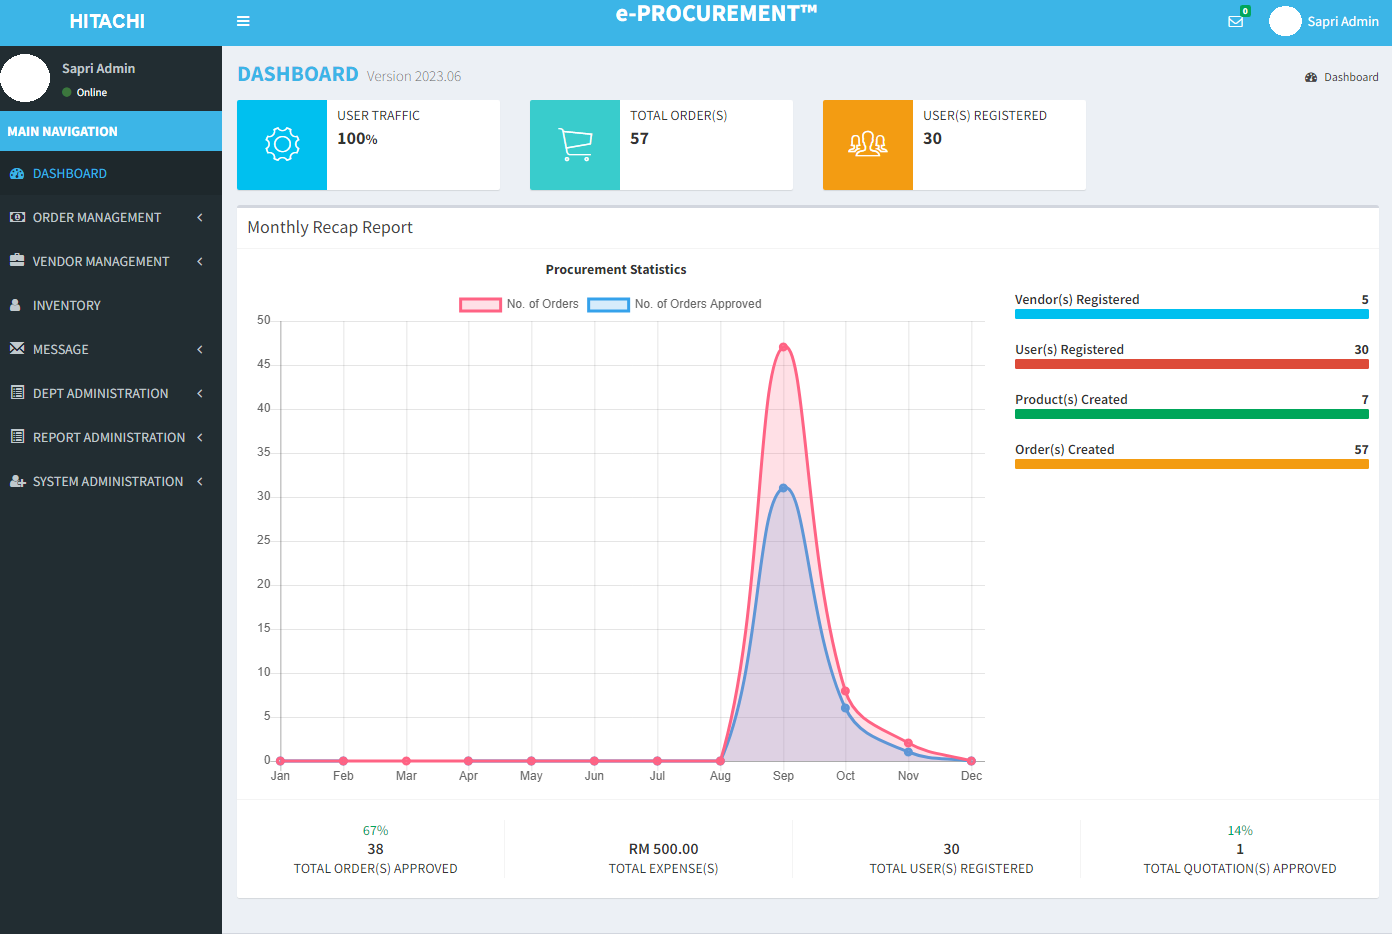 HITACHI
e-PROCUREMENT™
0
Sapri Admin
Sapri Admin
Online
MAIN NAVIGATION
DASHBOARD
ORDER MANAGEMENT
VENDOR MANAGEMENT
INVENTORY
MESSAGE
DEPT ADMINISTRATION
REPORT ADMINISTRATION
SYSTEM ADMINISTRATION
DASHBOARD Version 2023.06
Dashboard
USER TRAFFIC
100%
TOTAL ORDER(S)
57
USER(S) REGISTERED
30
Monthly Recap Report
Procurement Statistics
No. of Orders No. of Orders Approved
50
45
40
35
30
25
20
15
10
5
0
Jan Feb Mar Apr May Jun Jul Aug Sep Oct Nov Dec
Vendor(s) Registered 5
User(s) Registered 30
Product(s) Created 7
Order(s) Created 57
67%
38
TOTAL ORDER(S) APPROVED
RM 500.00
TOTAL EXPENSE(S)
30
TOTAL USER(S) REGISTERED
14%
1
TOTAL QUOTATION(S) APPROVED